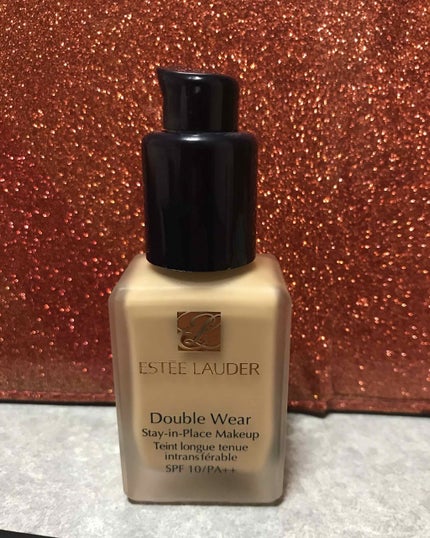 ESTĒE LAUDER
Double Wear
Stay-in-Place Makeup
Teint longue tenue
intransférable
SPF 10/PA++